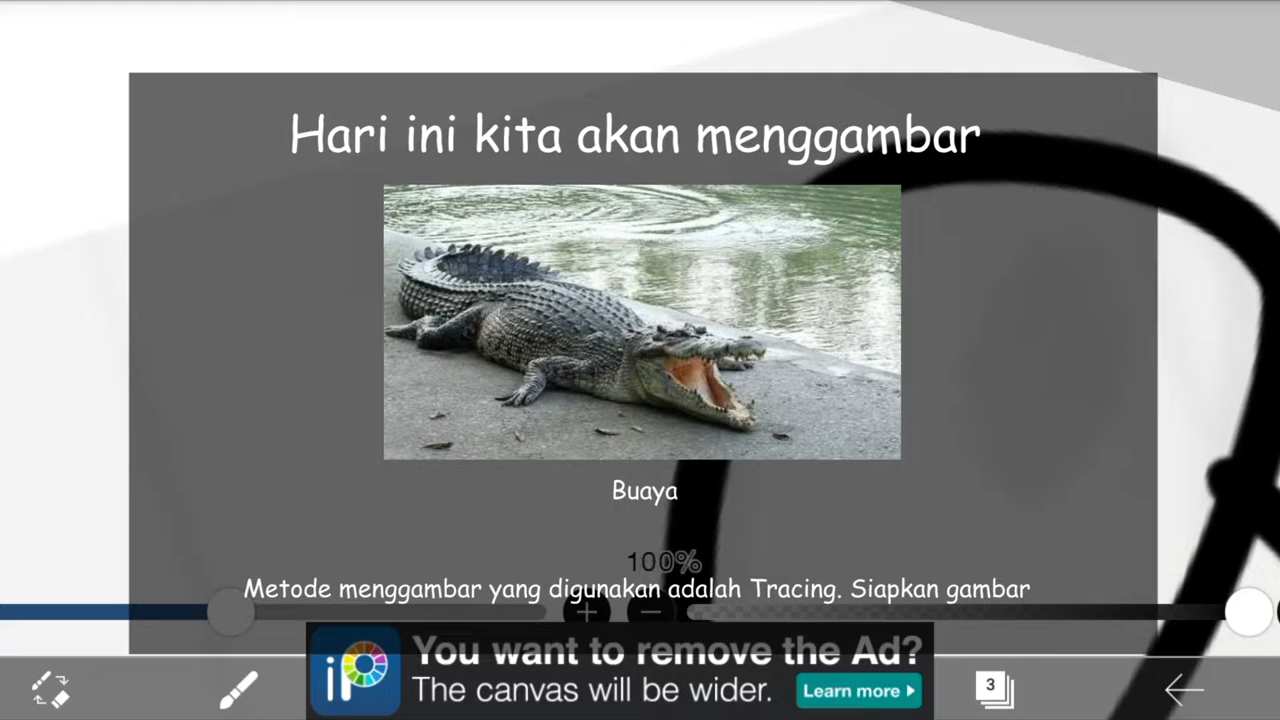 Hari ini kita akan menggambar
Buaya
100%
Metode menggambar yang digunakan adalah Tracing. Siapkan gambar
You want to remove the Ad?
The canvas will be wider.
Learn more
iP
3